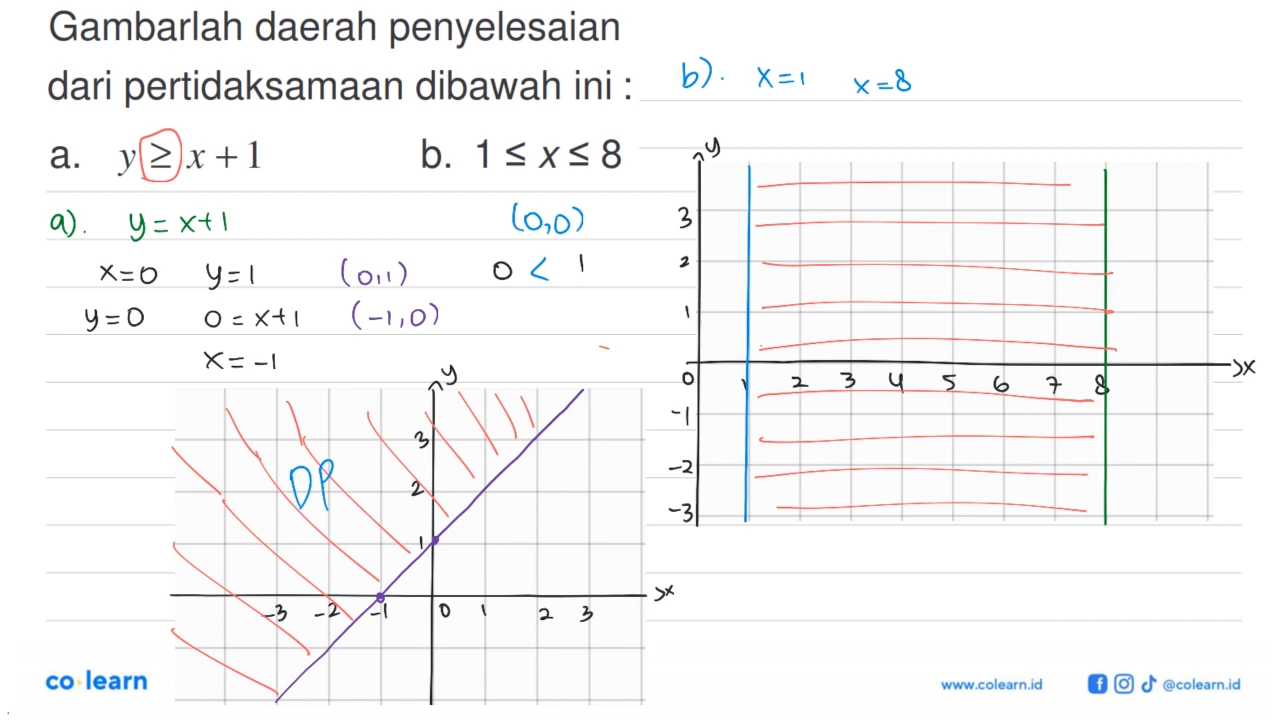 Gambarlah daerah penyelesaian
dari pertidaksamaan dibawah ini :
a. y ≥ x + 1 b. 1 ≤ x ≤ 8
a). y = x+1 (0,0)
x=0 y=1 (0,1) 0 < 1
y=0 0 = x+1 (-1,0)
x = -1
y
3
2
1
-3 -2 -1 0 1 2 3 x
DP
b). x=1 x=8
y
3
2
1
0 1 2 3 4 5 6 7 8 x
-1
-2
-3
co learn
www.colearn.id @colearn.id